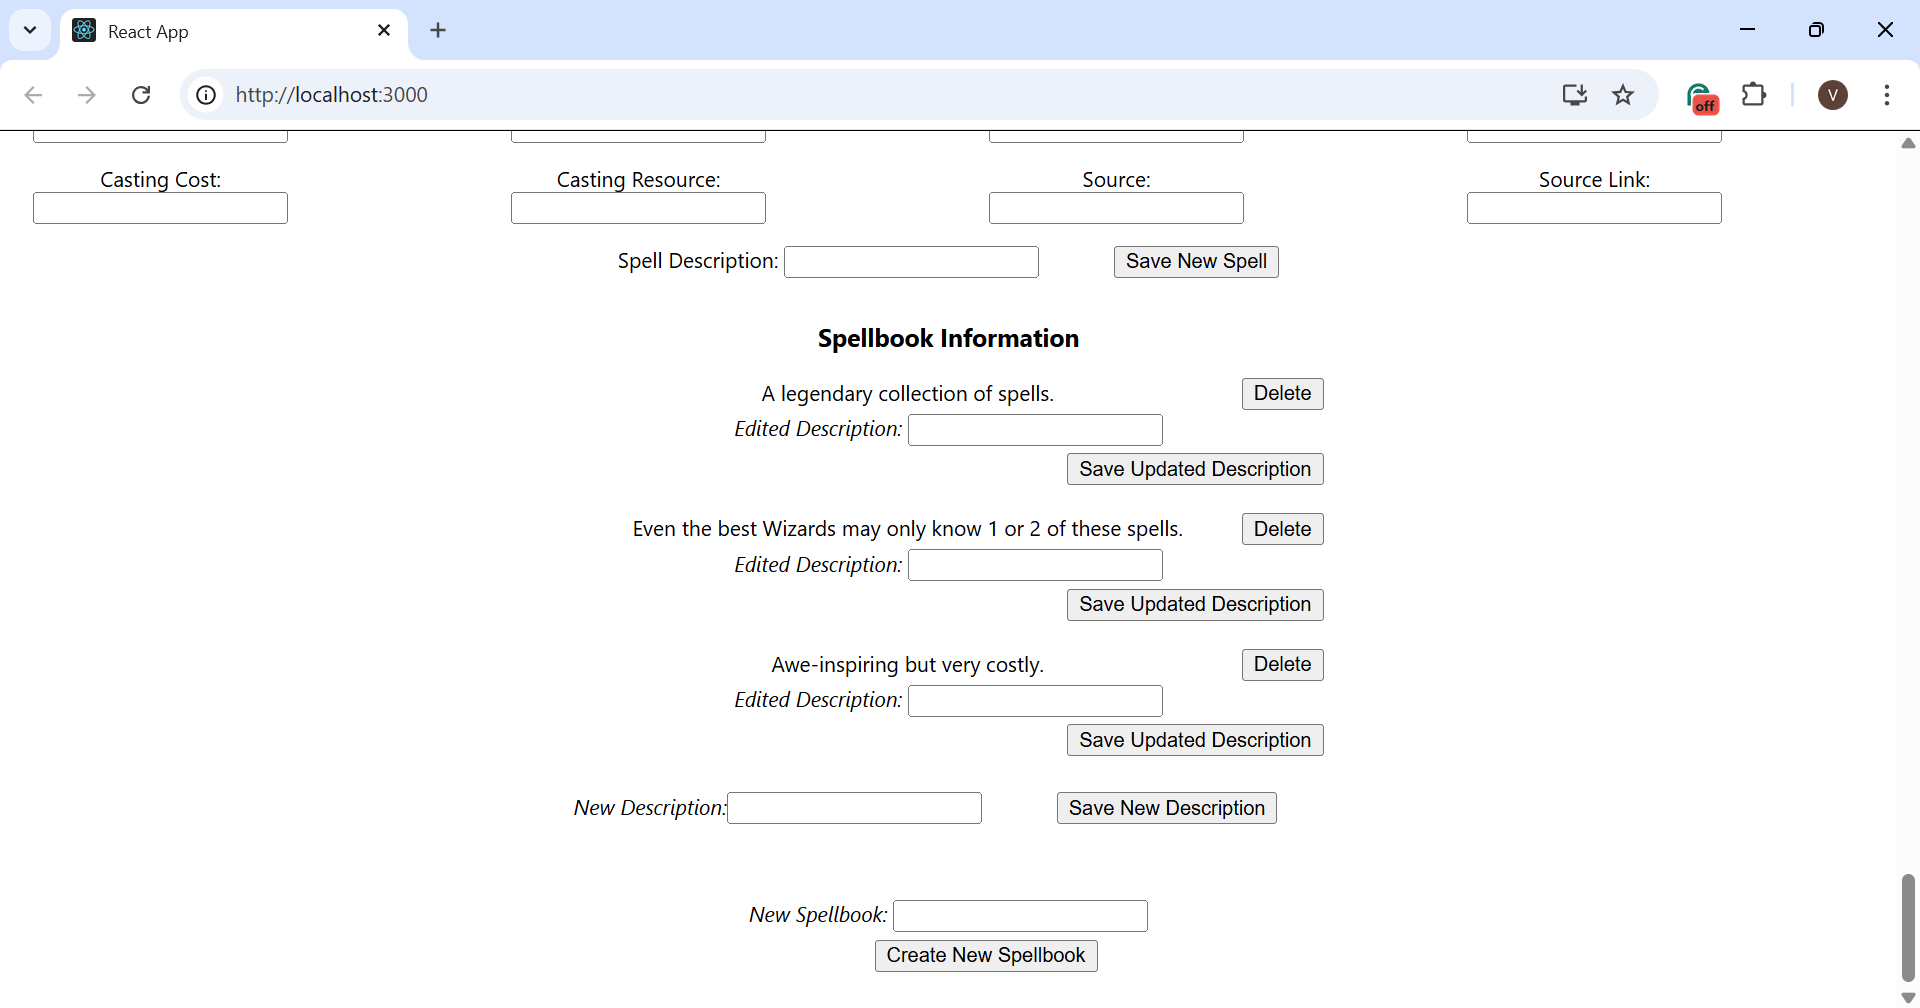 React App
http://localhost:3000
off
V
Casting Cost: Casting Resource: Source: Source Link:
Spell Description: Save New Spell
Spellbook Information
A legendary collection of spells. Delete
Edited Description:
Save Updated Description
Even the best Wizards may only know 1 or 2 of these spells. Delete
Edited Description:
Save Updated Description
Awe-inspiring but very costly. Delete
Edited Description:
Save Updated Description
New Description: Save New Description
New Spellbook:
Create New Spellbook